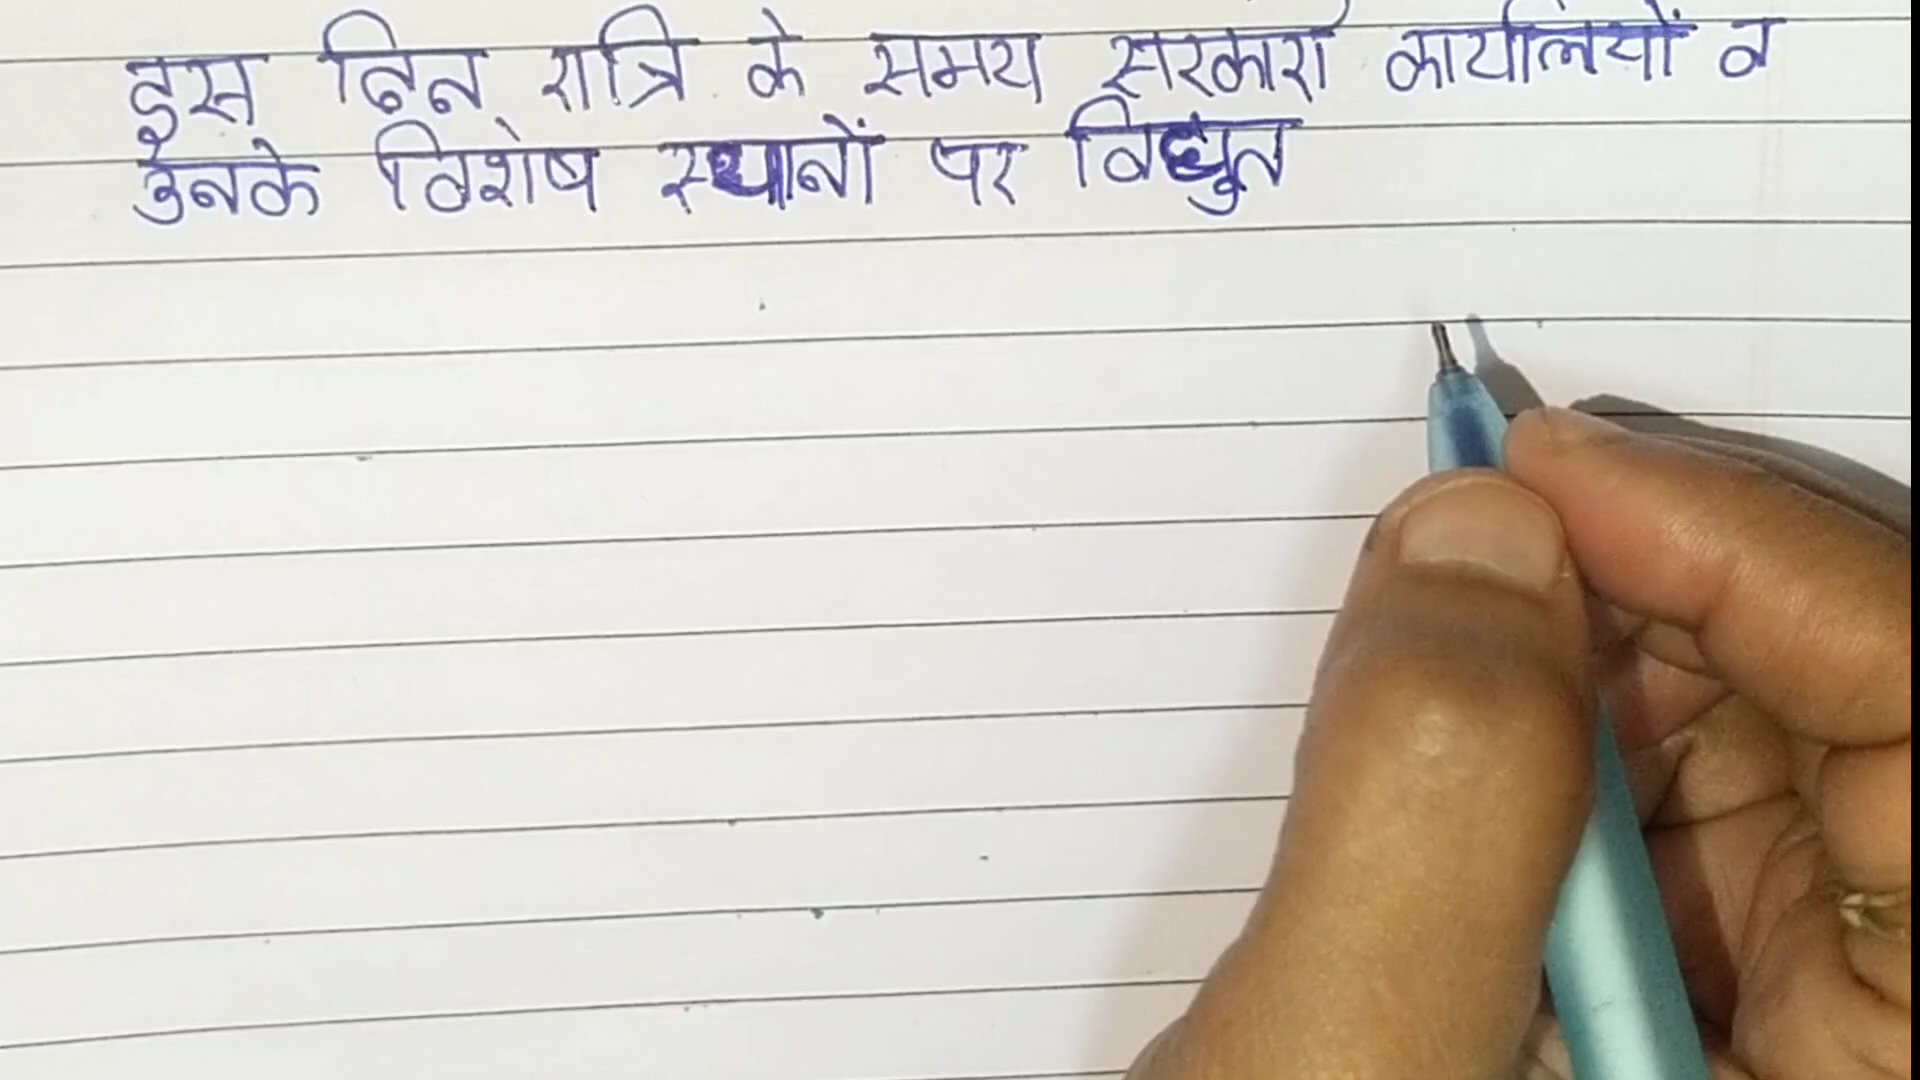 इस दिन रात्रि के समय सरकारी कार्यालयों व
उनके विशेष स्थानों पर विद्युत